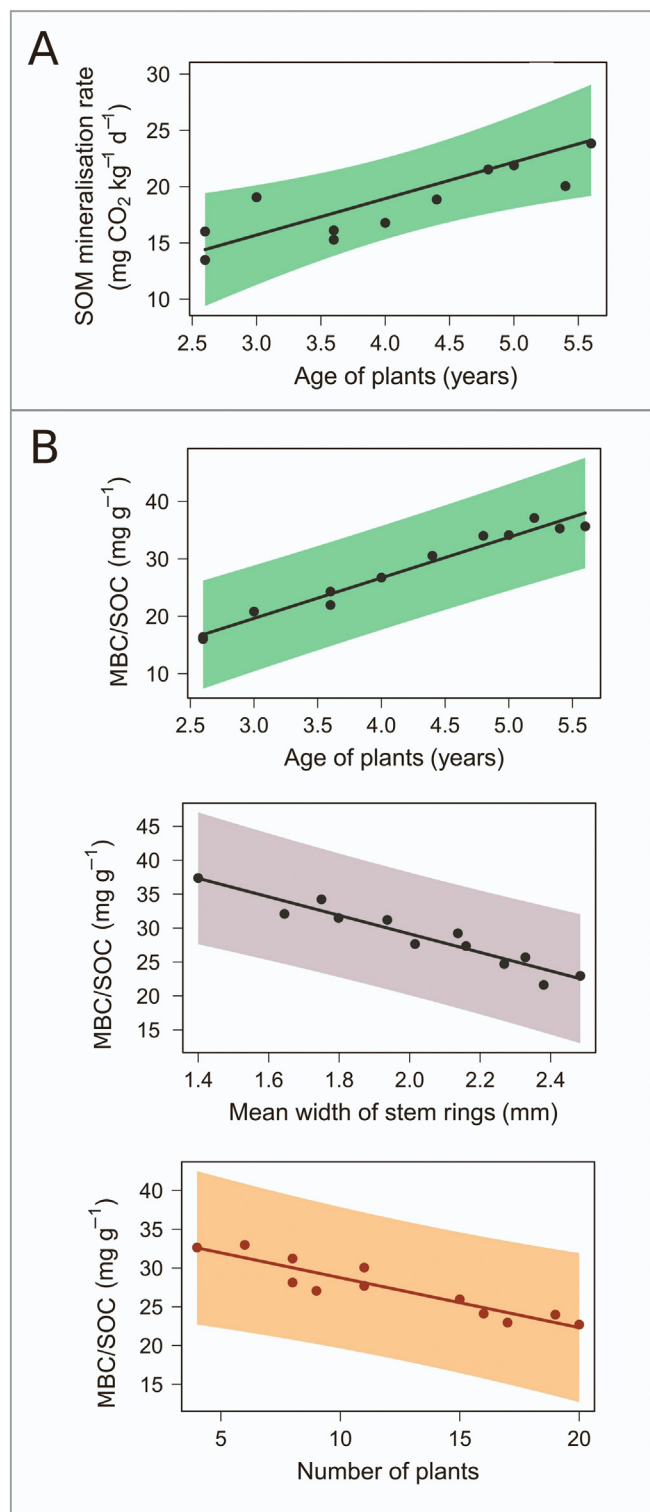 A
SOM mineralisation rate
(mg CO₂ kg⁻¹ d⁻¹)
30
25
20
15
10
2.5 3.0 3.5 4.0 4.5 5.0 5.5
Age of plants (years)
B
MBC/SOC (mg g⁻¹)
40
30
20
10
2.5 3.0 3.5 4.0 4.5 5.0 5.5
Age of plants (years)
MBC/SOC (mg g⁻¹)
45
40
35
30
25
20
15
1.4 1.6 1.8 2.0 2.2 2.4
Mean width of stem rings (mm)
MBC/SOC (mg g⁻¹)
40
35
30
25
20
15
5 10 15 20
Number of plants